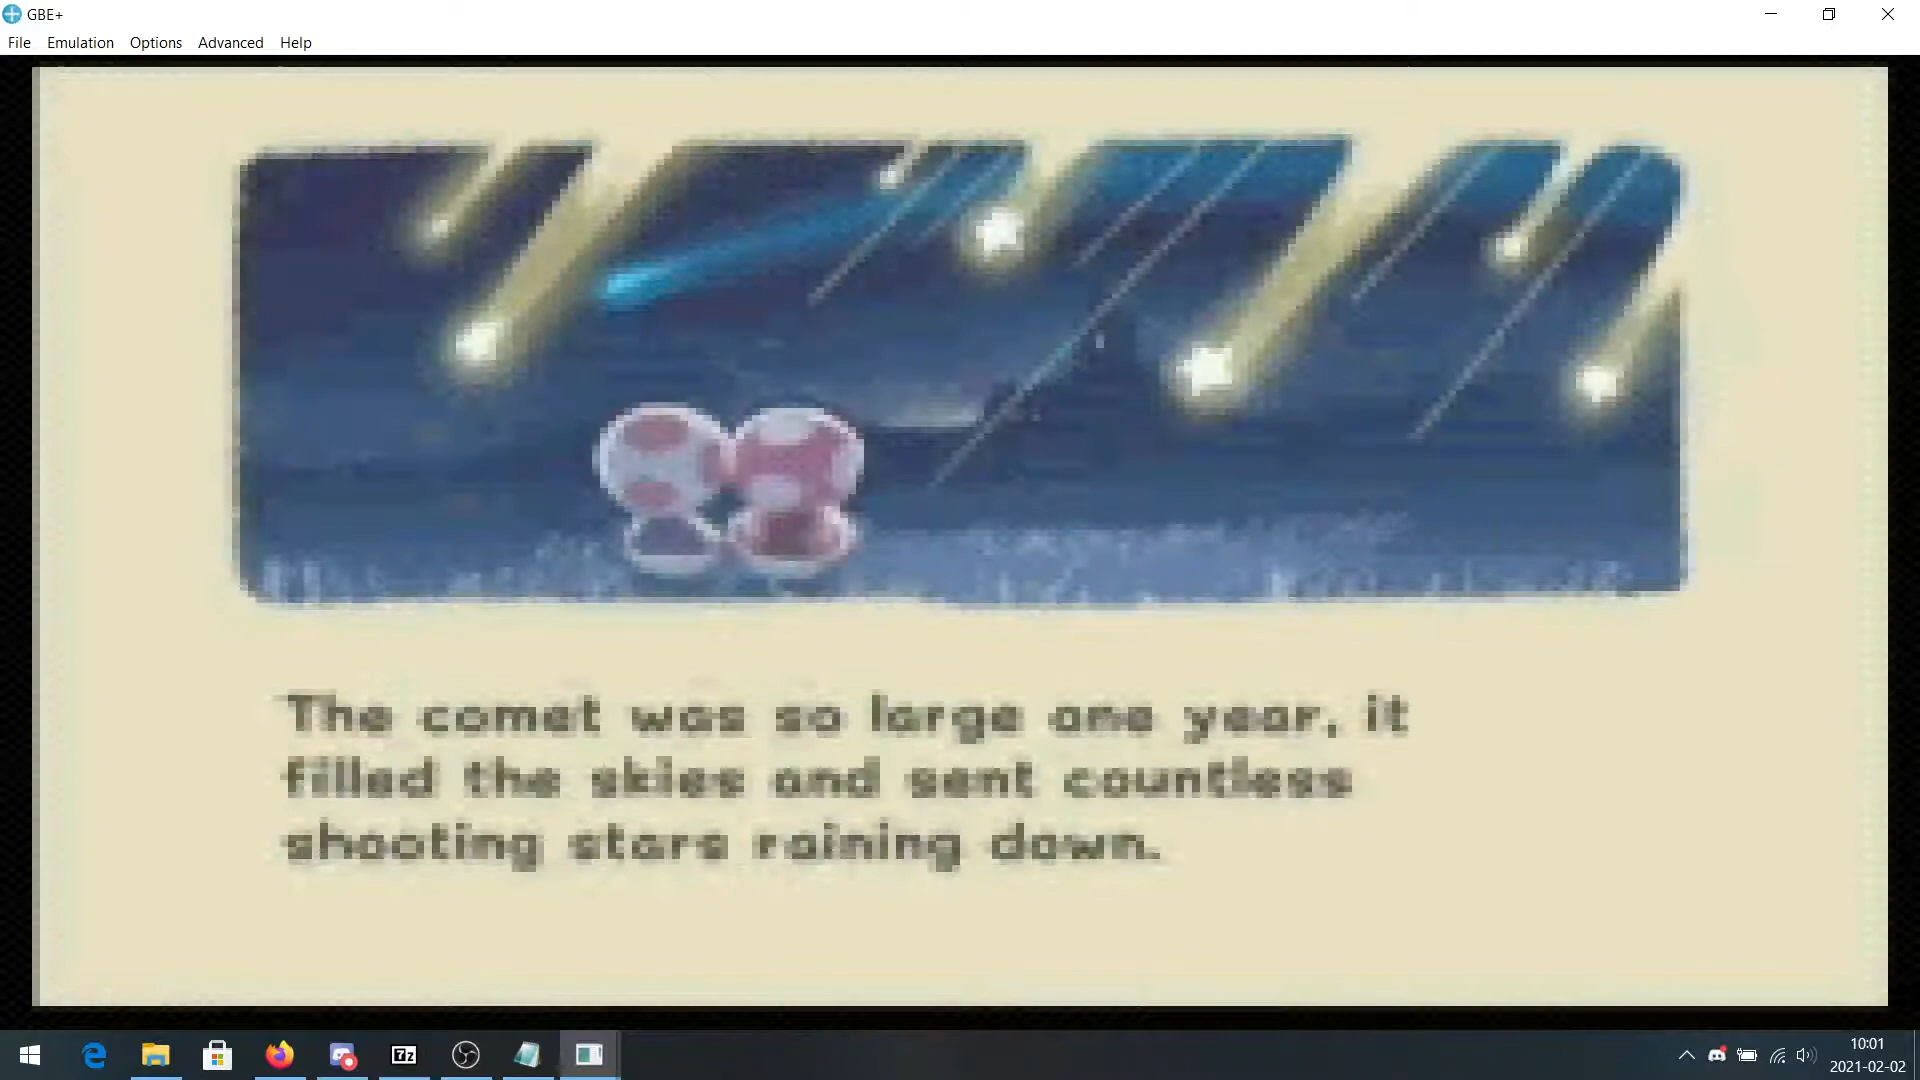 GBE+
File Emulation Options Advanced Help
The comet was so large one year, it
filled the skies and sent countless
shooting stars raining down.
7z
10:01
2021-02-02